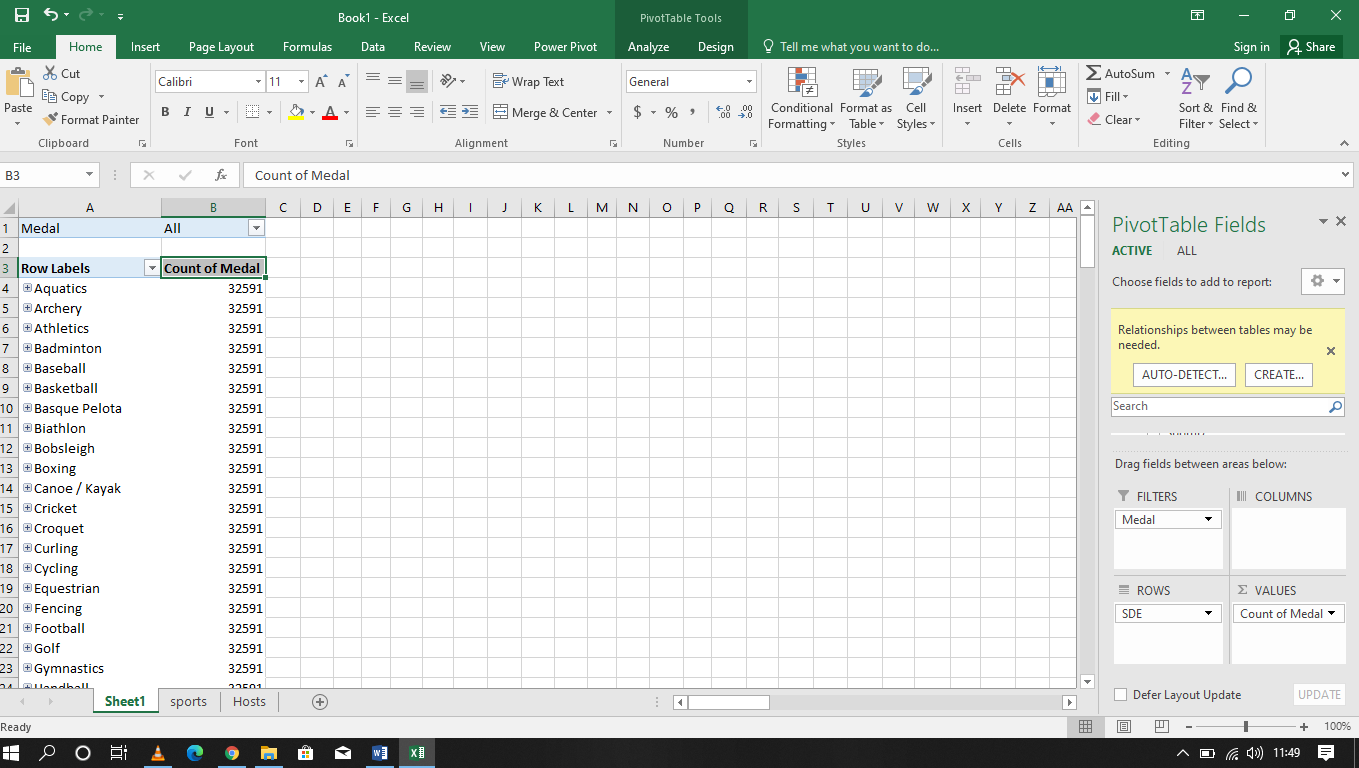 Book1 - Excel
PivotTable Tools
File Home Insert Page Layout Formulas Data Review View Power Pivot Analyze Design Tell me what you want to do... Sign in Share
Paste
Cut
Copy
Format Painter
Clipboard
Calibri 11
B I U
Font
Wrap Text
Merge & Center
Alignment
General
$ % ,
Number
Conditional Formatting
Format as Table
Cell Styles
Styles
Insert Delete Format
Cells
AutoSum
Fill
Clear
Sort & Filter
Find & Select
Editing
B3 fx Count of Medal
A B C D E F G H I J K L M N O P Q R S T U V W X Y Z AA
1 Medal All
2
3 Row Labels Count of Medal
4 Aquatics 32591
5 Archery 32591
6 Athletics 32591
7 Badminton 32591
8 Baseball 32591
9 Basketball 32591
10 Basque Pelota 32591
11 Biathlon 32591
12 Bobsleigh 32591
13 Boxing 32591
14 Canoe / Kayak 32591
15 Cricket 32591
16 Croquet 32591
17 Curling 32591
18 Cycling 32591
19 Equestrian 32591
20 Fencing 32591
21 Football 32591
22 Golf 32591
23 Gymnastics 32591
24 Handball 32591
PivotTable Fields
ACTIVE ALL
Choose fields to add to report:
Relationships between tables may be
needed.
AUTO-DETECT... CREATE...
Search
Drag fields between areas below:
FILTERS COLUMNS
Medal
ROWS Σ VALUES
SDE Count of Medal
Defer Layout Update UPDATE
Sheet1 sports Hosts
Ready 100%
11:49